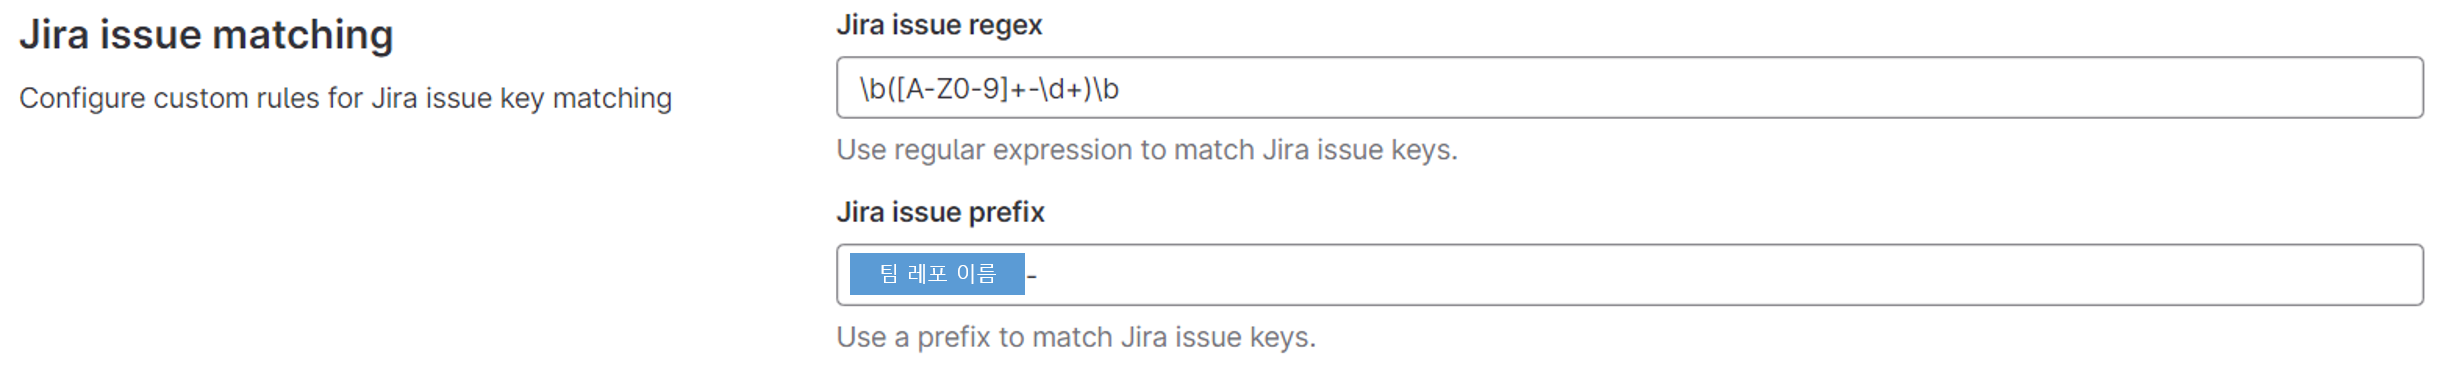 Jira issue matching
Configure custom rules for Jira issue key matching
Jira issue regex
\b([A-Z0-9]+-\d+)\b
Use regular expression to match Jira issue keys.
Jira issue prefix
팀 레포 이름-
Use a prefix to match Jira issue keys.